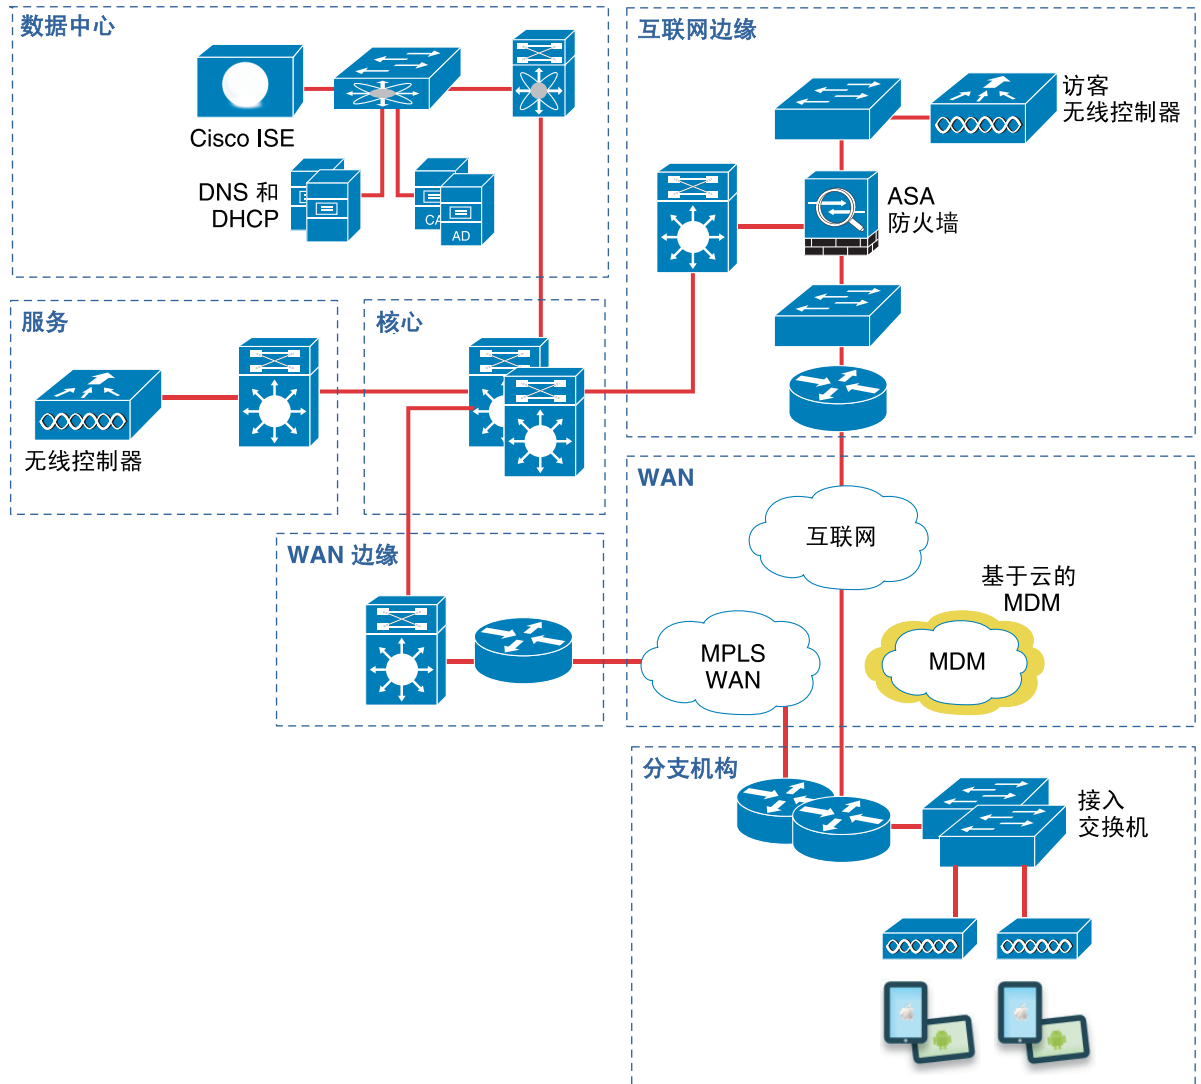 数据中心
Cisco ISE
DNS 和
DHCP
CA
AD
互联网边缘
访客
无线控制器
ASA
防火墙
服务
无线控制器
核心
WAN 边缘
WAN
互联网
基于云的
MDM
MDM
MPLS
WAN
分支机构
接入
交换机